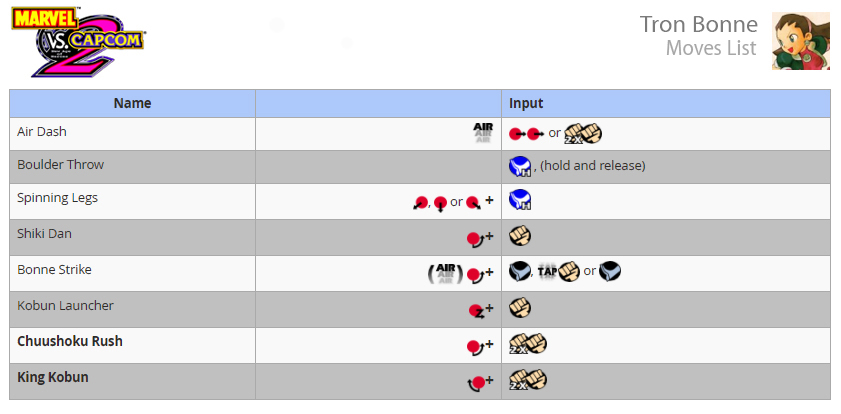 MARVEL
VS. CAPCOM
2
Tron Bonne
Moves List
Name Input
Air Dash AIR or 2X
Boulder Throw H , (hold and release)
Spinning Legs , or + H
Shiki Dan +
Bonne Strike (AIR) + , TAP or
Kobun Launcher Z+
Chuushoku Rush + 2X
King Kobun + 2X